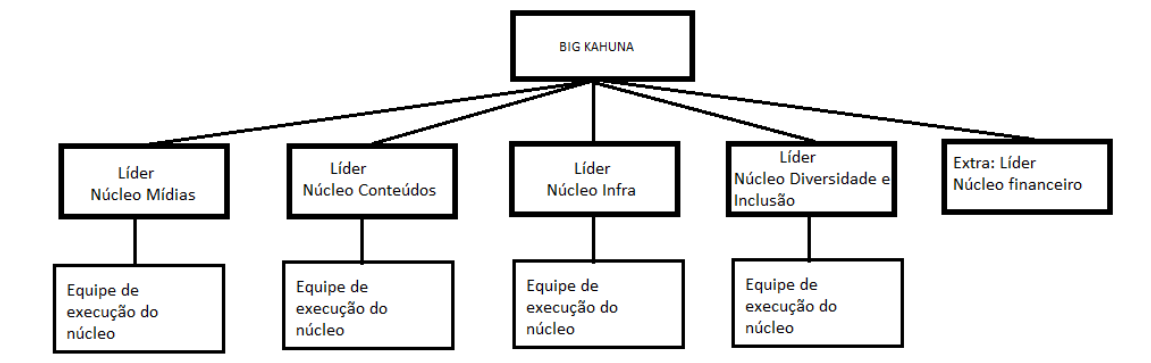 BIG KAHUNA
Líder
Núcleo Mídias
Líder
Núcleo Conteúdos
Líder
Núcleo Infra
Líder
Núcleo Diversidade e
Inclusão
Extra: Líder
Núcleo financeiro
Equipe de
execução do
núcleo
Equipe de
execução do
núcleo
Equipe de
execução do
núcleo
Equipe de
execução do
núcleo